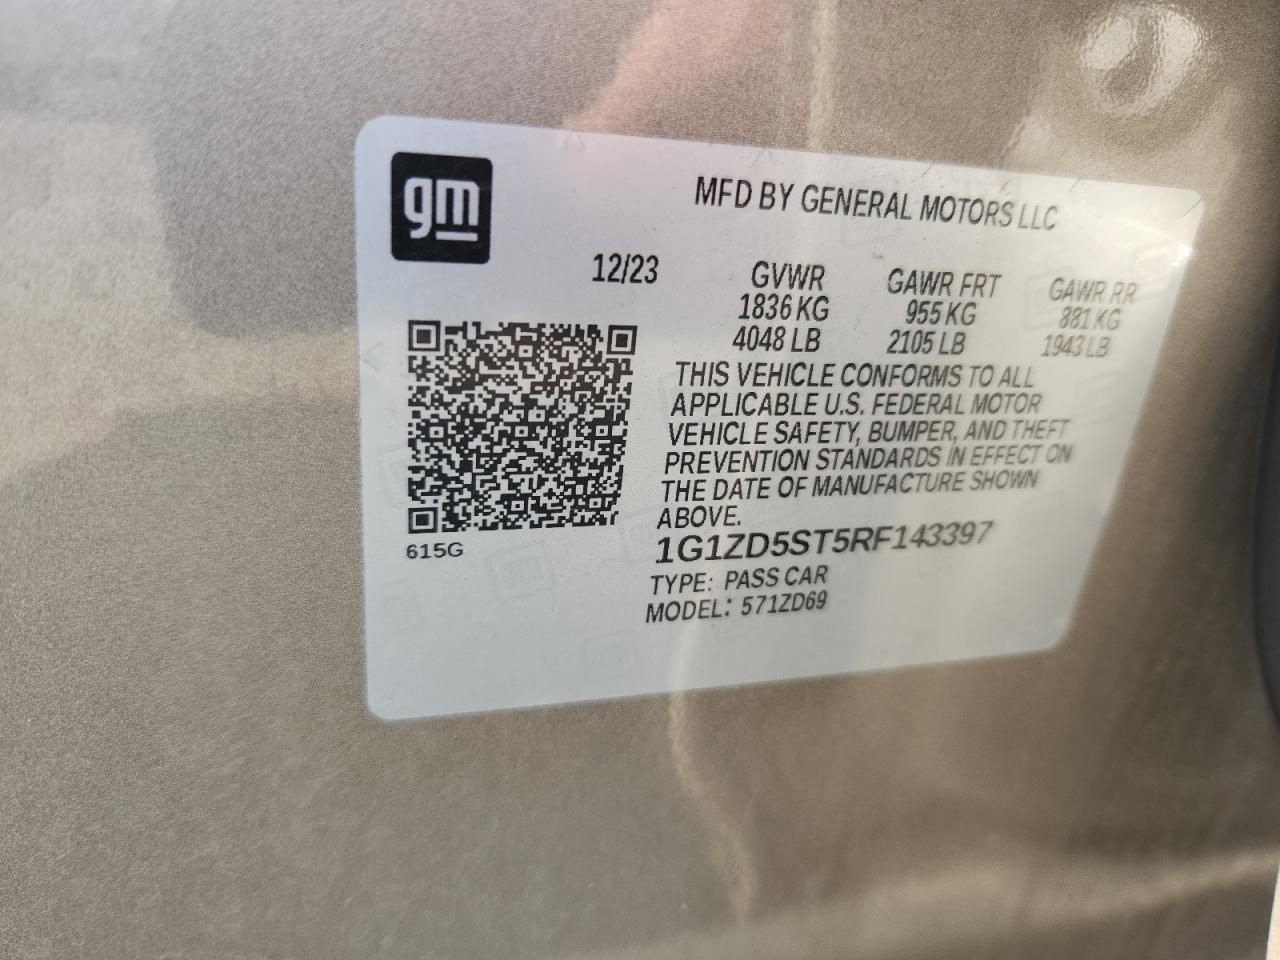 gm
MFD BY GENERAL MOTORS LLC
12/23 GVWR GAWR FRT GAWR RR
1836 KG 955 KG 881 KG
4048 LB 2105 LB 1943 LB
THIS VEHICLE CONFORMS TO ALL
APPLICABLE U.S. FEDERAL MOTOR
VEHICLE SAFETY, BUMPER, AND THEFT
PREVENTION STANDARDS IN EFFECT ON
THE DATE OF MANUFACTURE SHOWN
ABOVE.
615G
1G1ZD5ST5RF143397
TYPE: PASS CAR
MODEL: 571ZD69